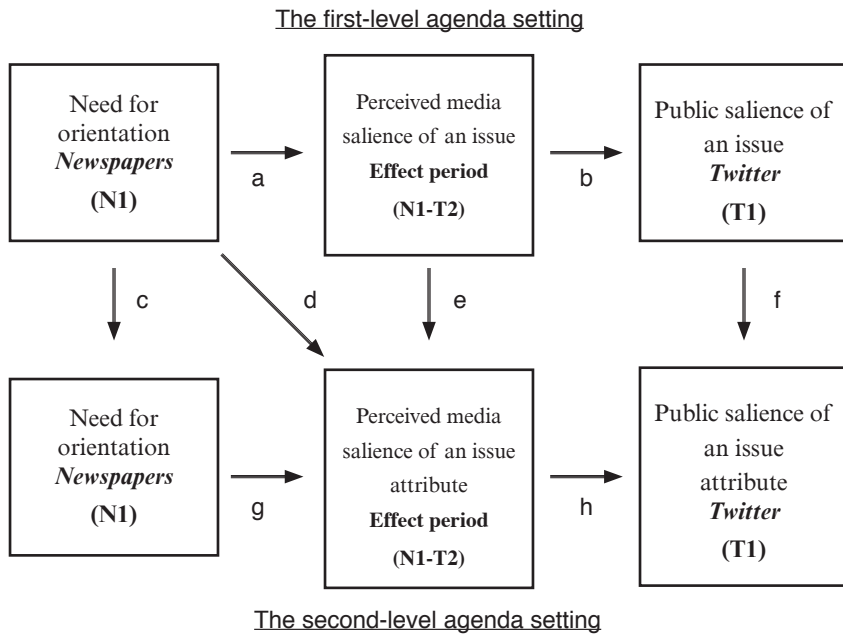 The first-level agenda setting
Need for
orientation
Newspapers
(N1)
a
Perceived media
salience of an issue
Effect period
(N1-T2)
b
Public salience of
an issue
Twitter
(T1)
c
d
e
f
Need for
orientation
Newspapers
(N1)
g
Perceived media
salience of an issue
attribute
Effect period
(N1-T2)
h
Public salience of
an issue
attribute
Twitter
(T1)
The second-level agenda setting